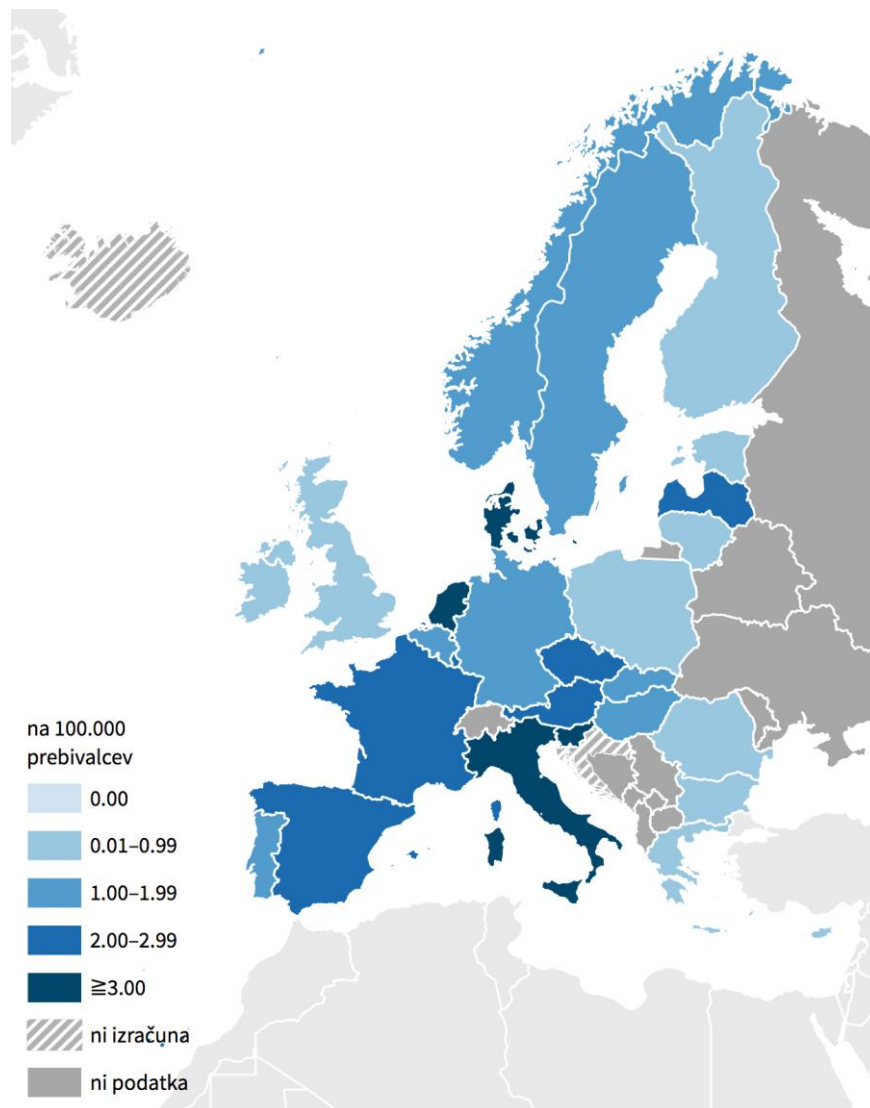 na 100.000
prebivalcev
0.00
0.01–0.99
1.00–1.99
2.00–2.99
≧3.00
ni izračuna
ni podatka